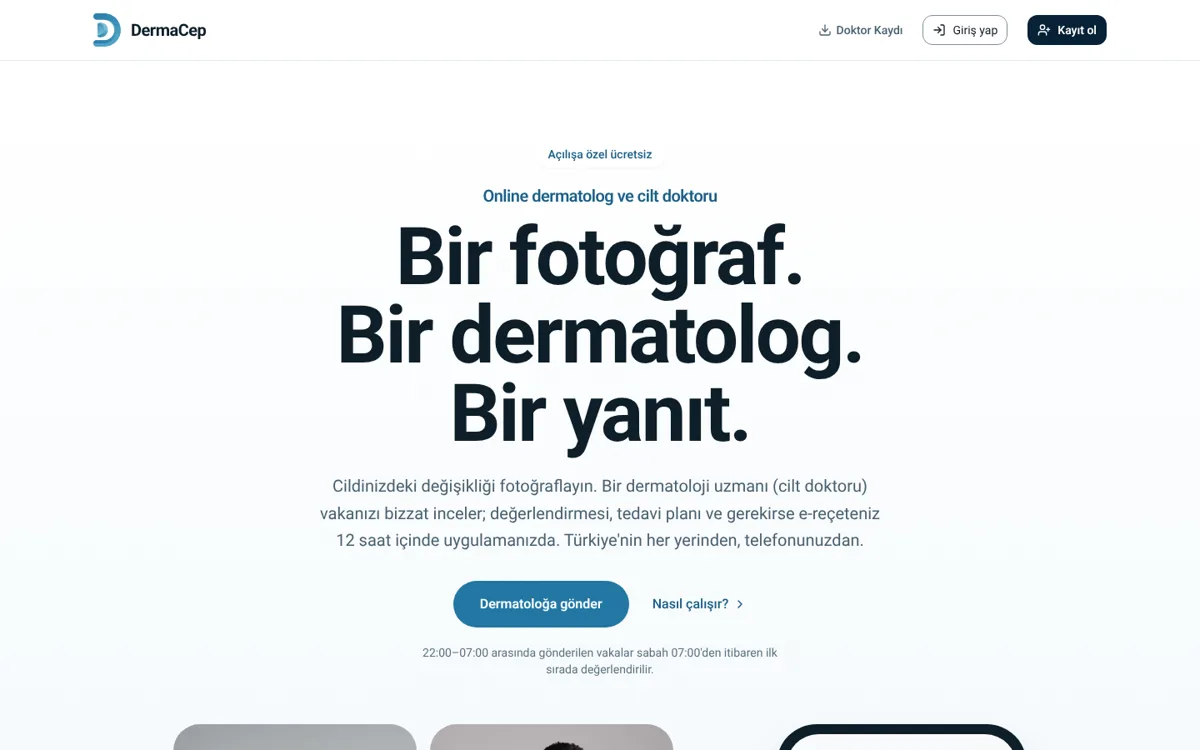 DermaCep
Doktor Kaydı
Giriş yap
Kayıt ol
Açılışa özel ücretsiz
Online dermatolog ve cilt doktoru
Bir fotoğraf.
Bir dermatolog.
Bir yanıt.
Cildinizdeki değişikliği fotoğraflayın. Bir dermatoloji uzmanı (cilt doktoru)
vakanızı bizzat inceler; değerlendirmesi, tedavi planı ve gerekirse e-reçeteniz
12 saat içinde uygulamanızda. Türkiye'nin her yerinden, telefonunuzdan.
Dermatoloğa gönder
Nasıl çalışır?
22:00–07:00 arasında gönderilen vakalar sabah 07:00'den itibaren ilk
sırada değerlendirilir.